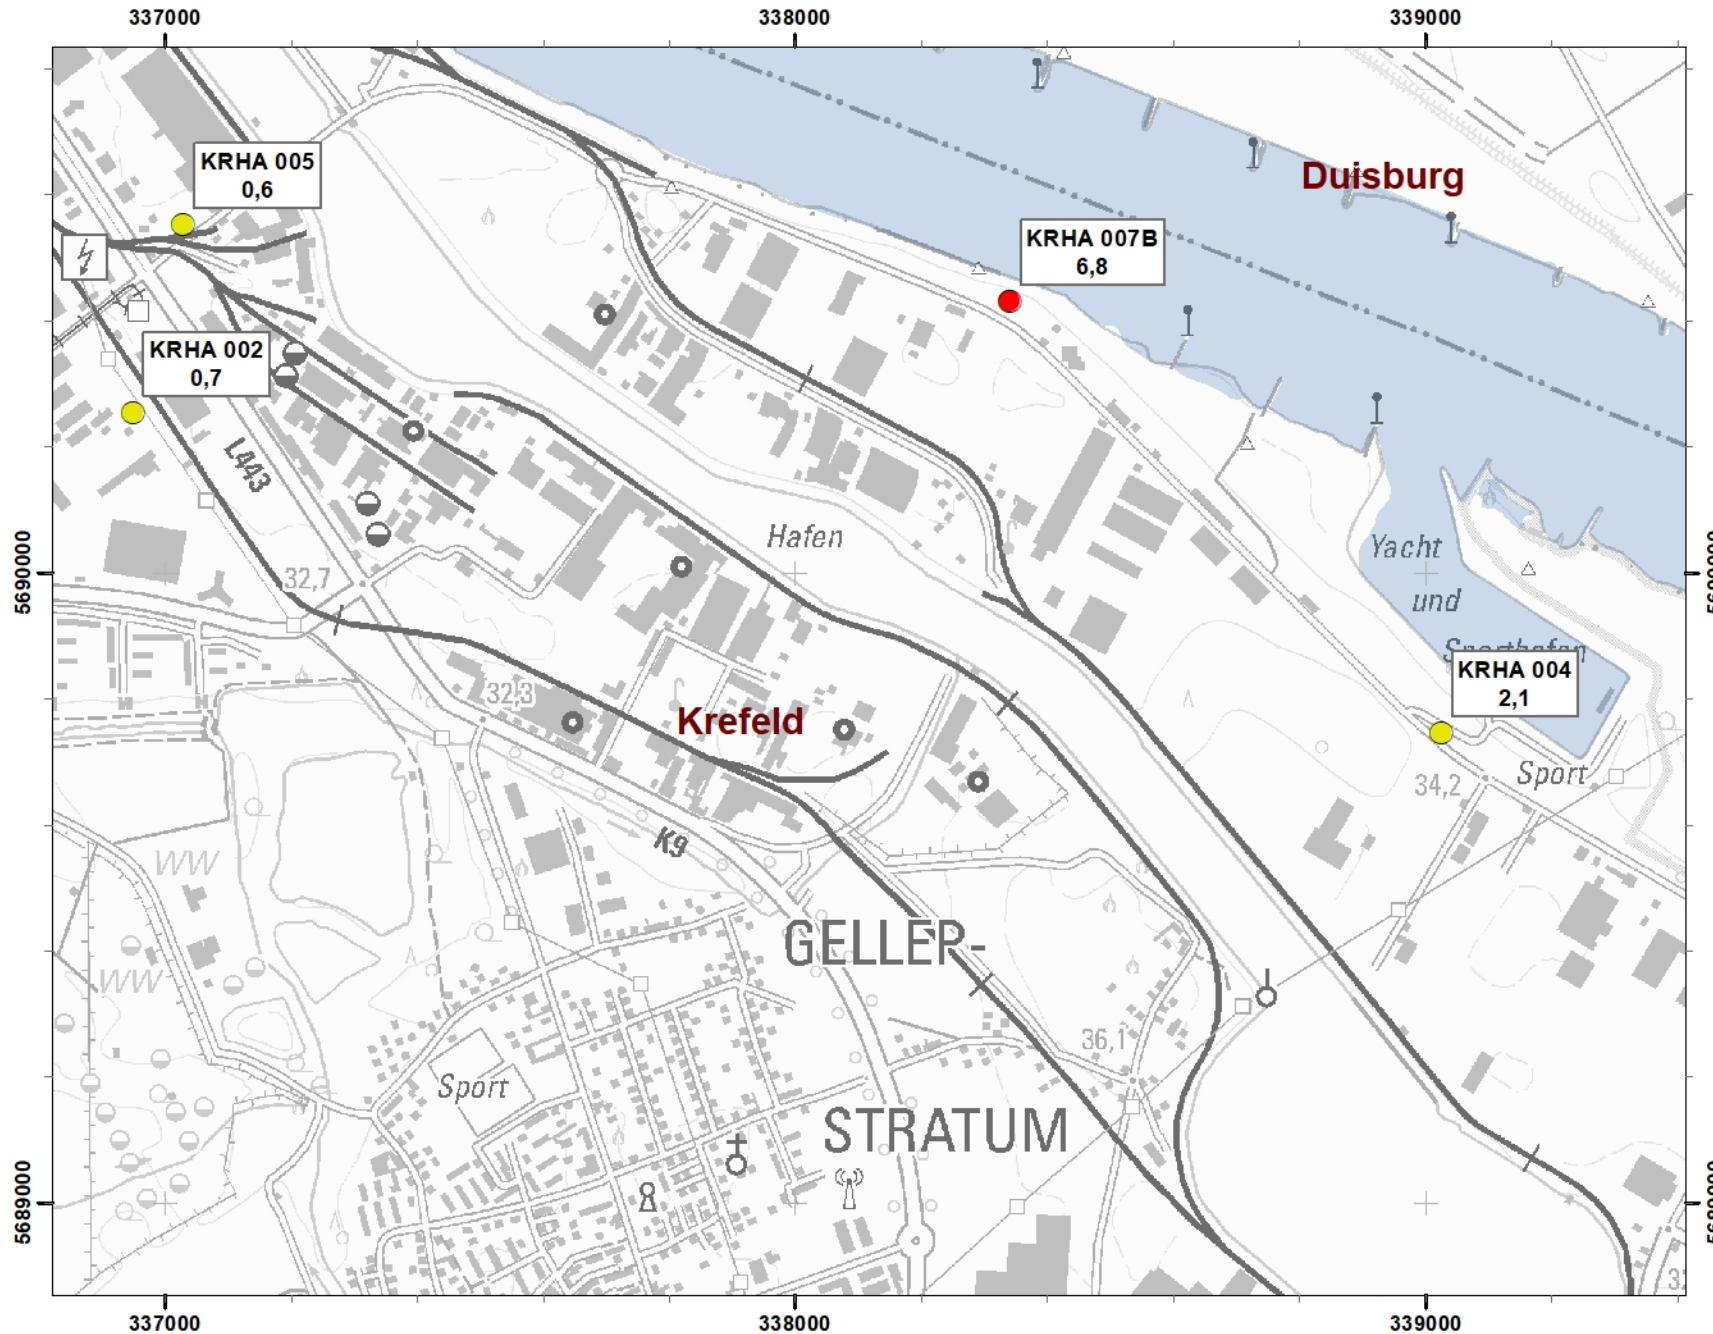 337000
338000
339000
KRHA 005
0,6
Duisburg
KRHA 007B
6,8
KRHA 002
0,7
L443
Hafen
Yacht
und
Sporthafen
5690000
32,7
KRHA 004
2,1
32,3
Krefeld
34,2
Sport
K9
WW
GELLEP-
WW
36,1
Sport
STRATUM
5689000
337000
338000
339000